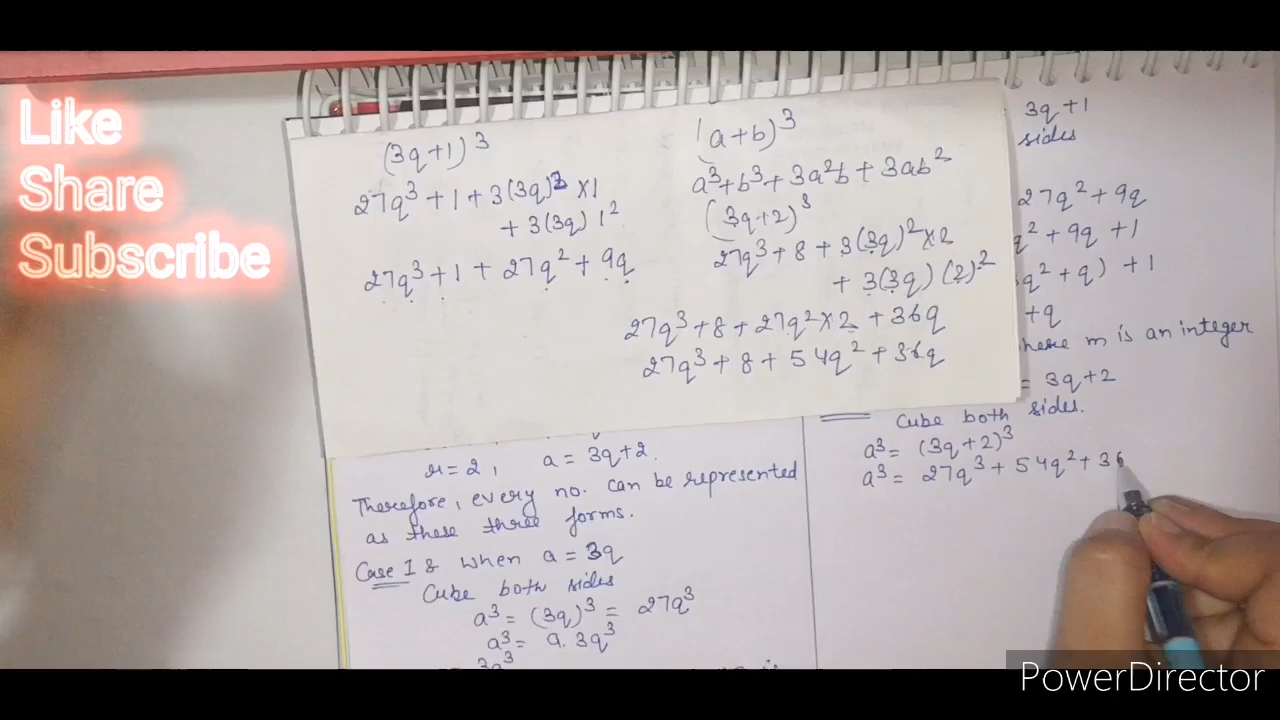 Like
Share
Subscribe
(3q+1)³
27q³ + 1 + 3(3q)² ×1
+ 3(3q) 1²
27q³ + 1 + 27q² + 9q
(a+b)³
a³+b³+3a²b+3ab²
(3q+2)³
27q³ + 8 + 3(3q)²×2
+ 3(3q) (2)²
27q³ + 8 + 27q²×2 + 36q
27q³ + 8 + 54q² + 36q
r = 2, a = 3q+2.
Therefore, every no. can be represented
as these three forms.
Case I : when a = 3q
Cube both sides
a³ = (3q)³ = 27q³
a³ = 9. 3q³
3q³
3q +1
sides
27q² + 9q
q² + 9q +1
q² + q) + 1
+q
here m is an integer
= 3q+2
Cube both sides.
a³ = (3q+2)³
a³ = 27q³ + 54q² + 36
PowerDirector